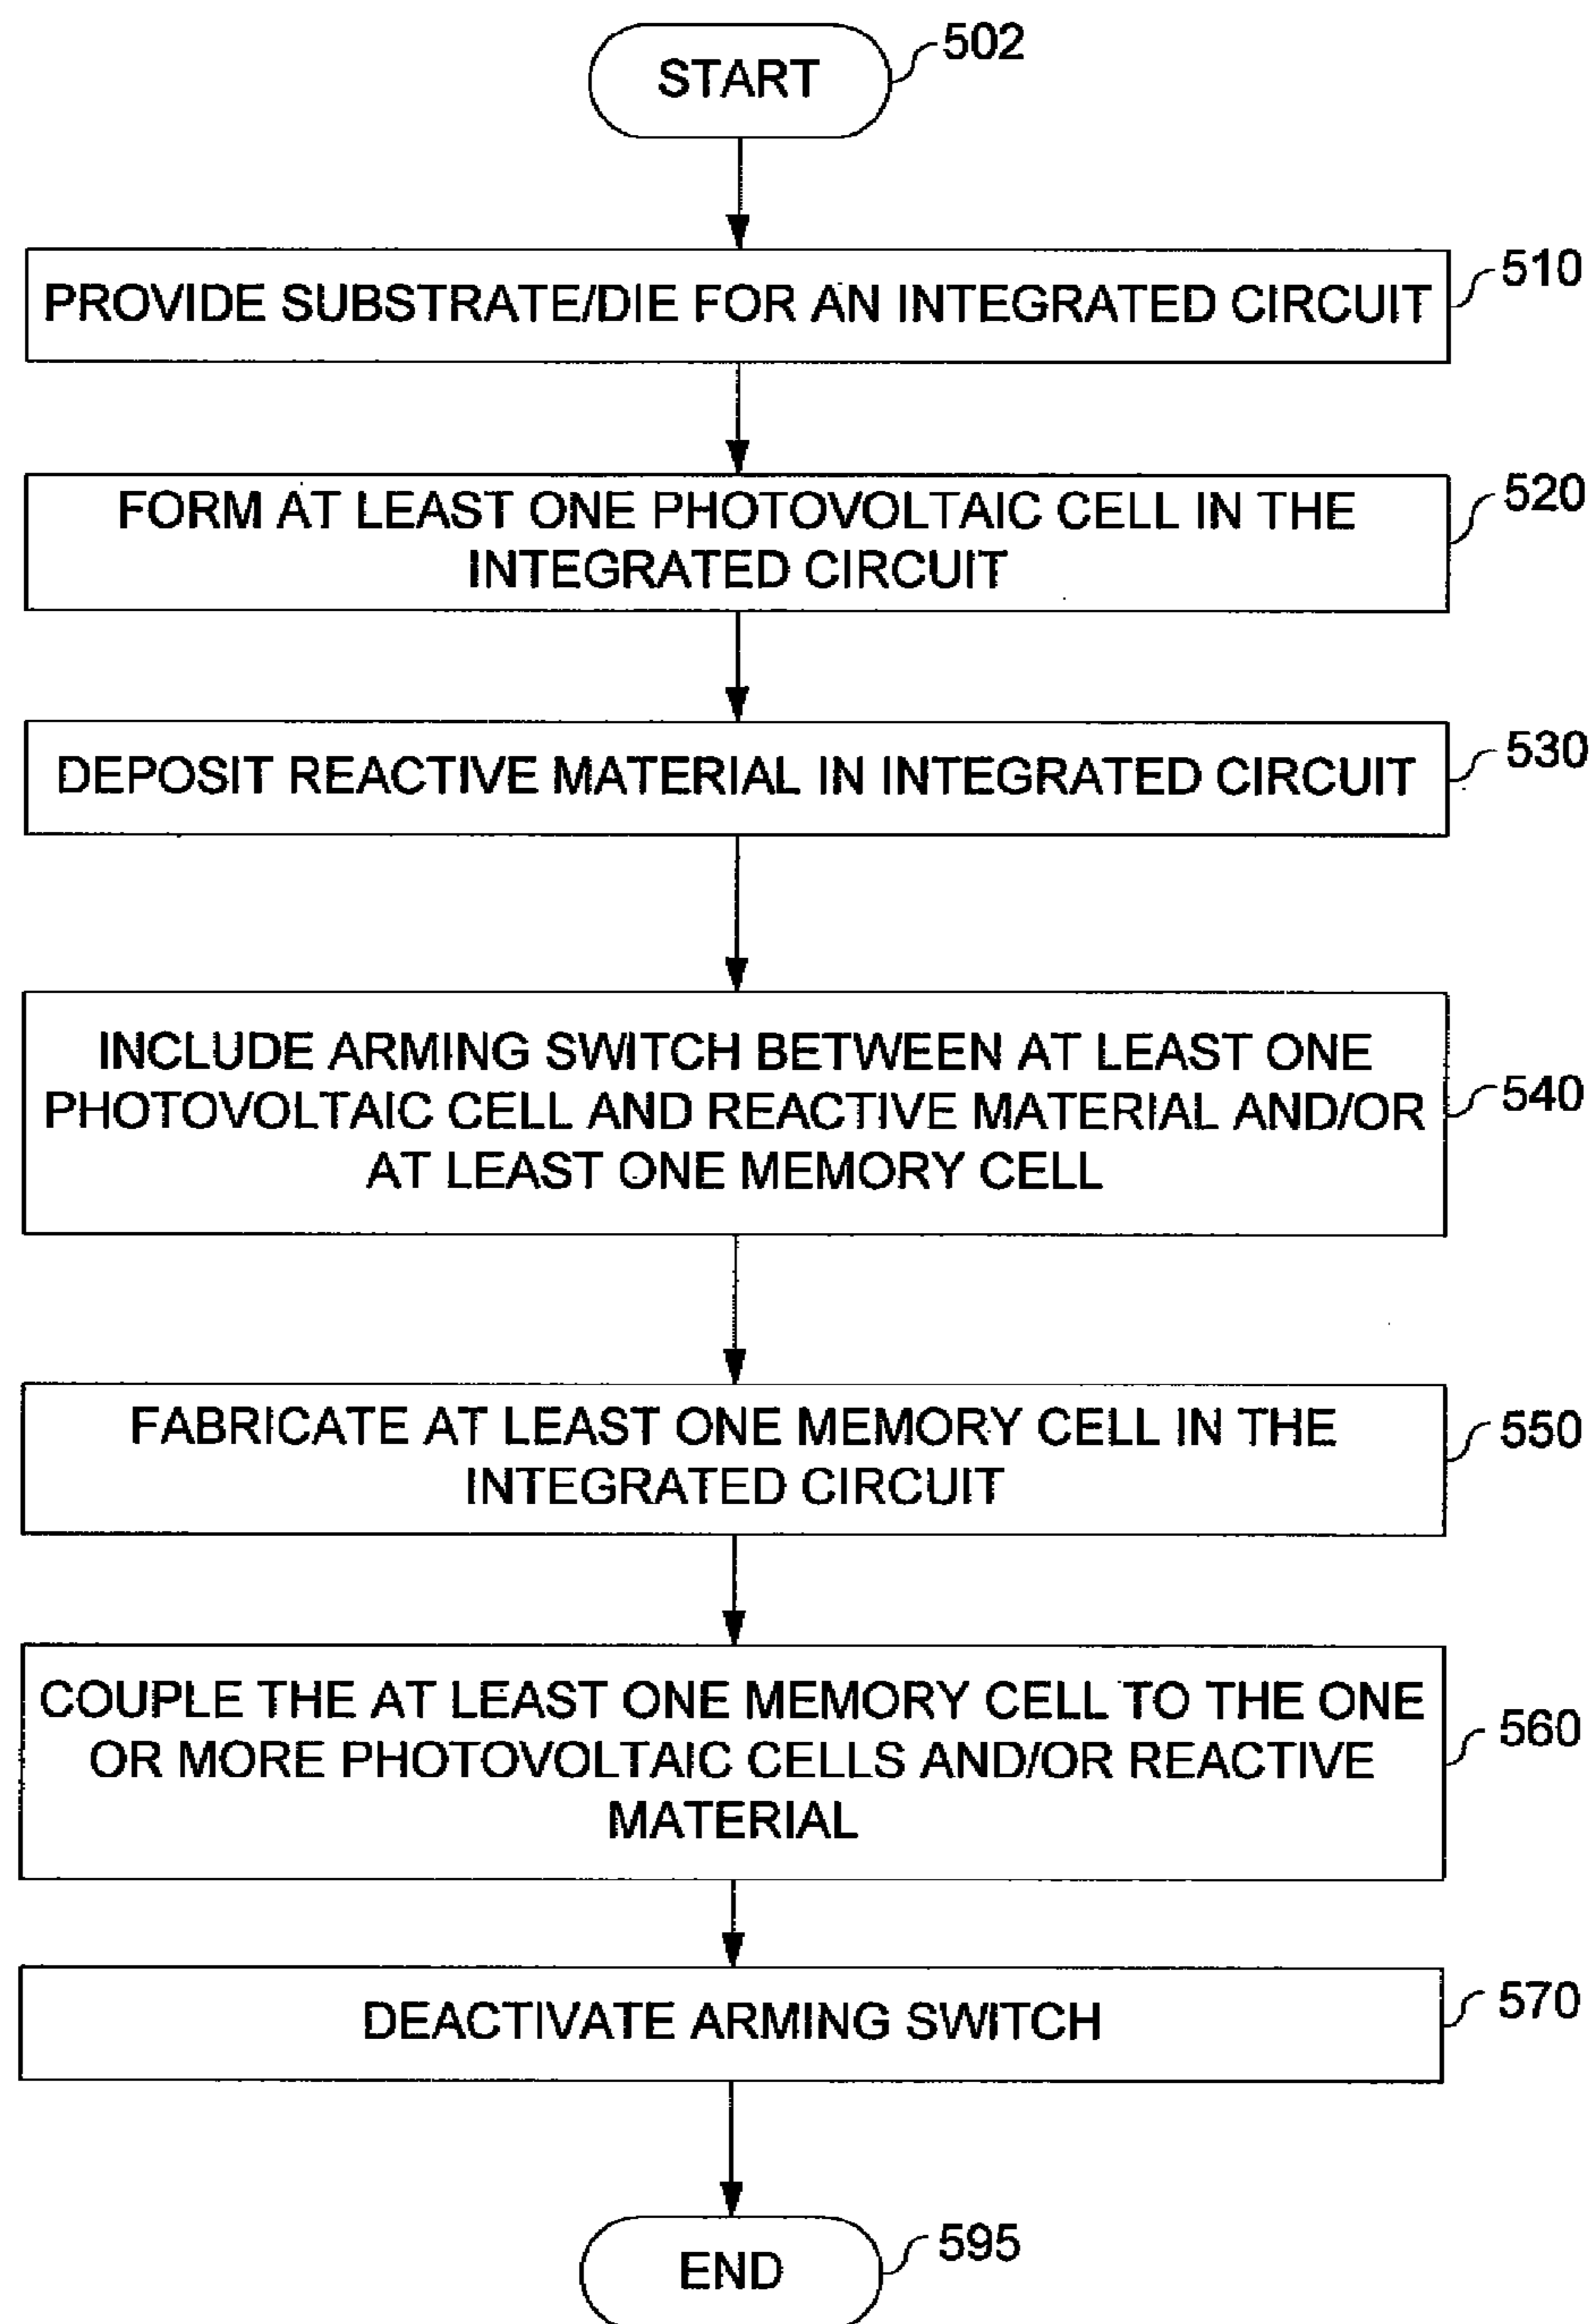 START
502
PROVIDE SUBSTRATE/DIE FOR AN INTEGRATED CIRCUIT
510
FORM AT LEAST ONE PHOTOVOLTAIC CELL IN THE
INTEGRATED CIRCUIT
520
DEPOSIT REACTIVE MATERIAL IN INTEGRATED CIRCUIT
530
INCLUDE ARMING SWITCH BETWEEN AT LEAST ONE
PHOTOVOLTAIC CELL AND REACTIVE MATERIAL AND/OR
AT LEAST ONE MEMORY CELL
540
FABRICATE AT LEAST ONE MEMORY CELL IN THE
INTEGRATED CIRCUIT
550
COUPLE THE AT LEAST ONE MEMORY CELL TO THE ONE
OR MORE PHOTOVOLTAIC CELLS AND/OR REACTIVE
MATERIAL
560
DEACTIVATE ARMING SWITCH
570
END
595